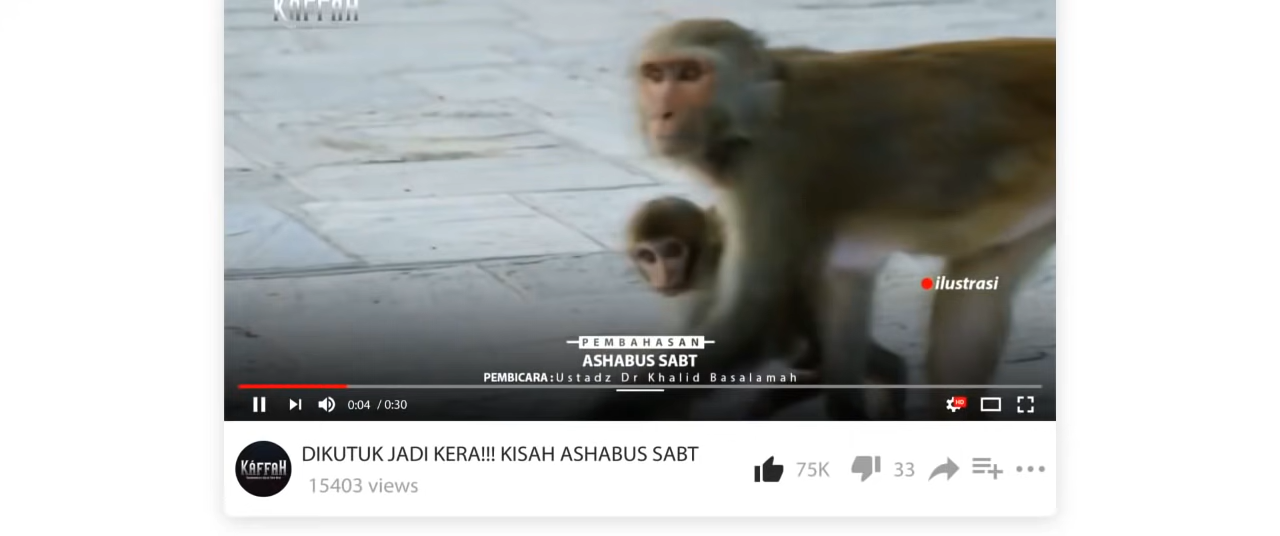 KAFFAH
ilustrasi
PEMBAHASAN
ASHABUS SABT
PEMBICARA: Ustadz Dr Khalid Basalamah
0:04 / 0:30
HD
KAFFAH
DIKUTUK JADI KERA!!! KISAH ASHABUS SABT
75K
33
15403 views